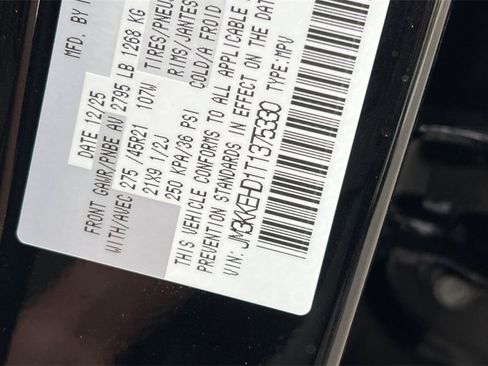 MFD. BY
DATE 12/25
FRONT GAWR/PNBE AV 2795 LB 1268 KG
WITH/AVEC 275 /45R21 107W TIRES/PNEU
21X9 1/2J RIMS/JANTES
250 KPA/36 PSI COLD/A FROID
THIS VEHICLE CONFORMS TO ALL APPLICABLE
PREVENTION STANDARDS IN EFFECT ON THE DATE
VIN: JM3KKEHD1T1375330 TYPE: MPV